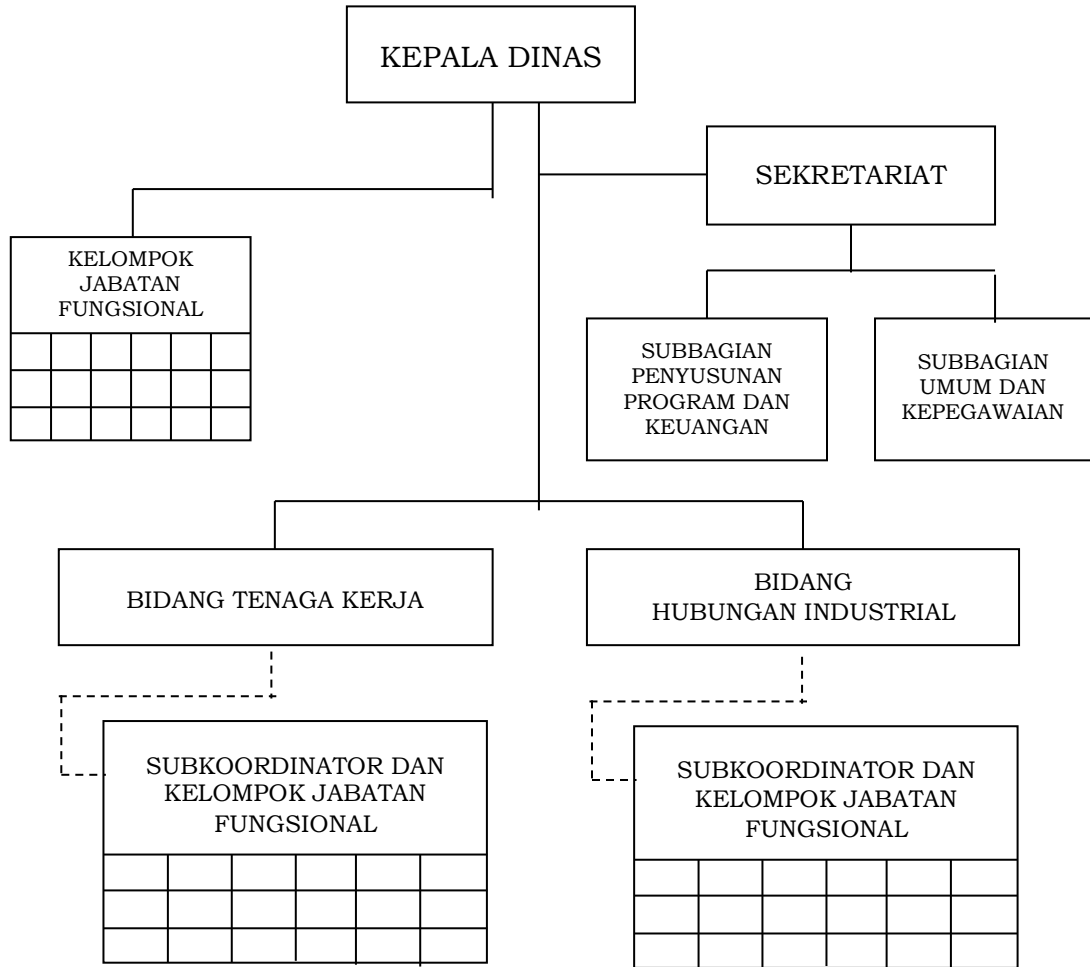 KEPALA DINAS
SEKRETARIAT
KELOMPOK
JABATAN
FUNGSIONAL
SUBBAGIAN
PENYUSUNAN
PROGRAM DAN
KEUANGAN
SUBBAGIAN
UMUM DAN
KEPEGAWAIAN
BIDANG TENAGA KERJA
BIDANG
HUBUNGAN INDUSTRIAL
SUBKOORDINATOR DAN
KELOMPOK JABATAN
FUNGSIONAL
SUBKOORDINATOR DAN
KELOMPOK JABATAN
FUNGSIONAL